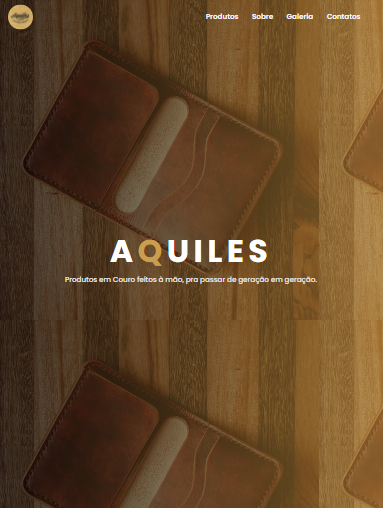 Produtos Sobre Galeria Contatos
AQUILES
Produtos em Couro feitos à mão, pra passar de geração em geração.